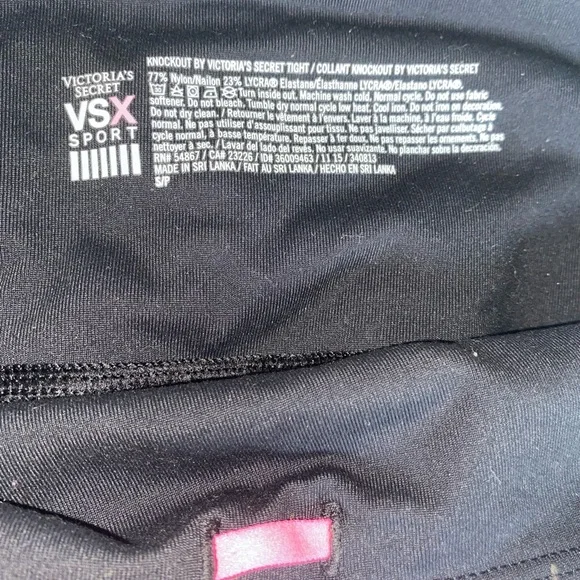 VICTORIA'S
SECRET
VSX
SPORT
KNOCKOUT BY VICTORIA'S SECRET TIGHT / COLLANT KNOCKOUT BY VICTORIA'S SECRET
77% Nylon/Nailon 23% LYCRA® Elastane/Élasthanne LYCRA®/Elastano LYCRA®.
Turn inside out. Machine wash cold. Normal cycle. Do not use fabric
softener. Do not bleach. Tumble dry normal cycle low heat. Cool iron. Do not iron on decoration.
Do not dry clean. / Retourner le vêtement à l'envers. Laver à la machine, à l'eau froide. Cycle
normal. Ne pas utiliser d'assouplissant pour tissu. Ne pas javelliser. Sécher par culbutage à
cycle normal, à basse température. Repasser à fer doux. Ne pas repasser les ornements. Ne pas
nettoyer à sec. / Lavar del lado del revés. No planchar sobre la decoración.
RN# 54867 / CA# 23226 / ID# 36009463 / 11 15 / 340813
MADE IN SRI LANKA / FAIT AU SRI LANKA / HECHO EN SRI LANKA
S/P